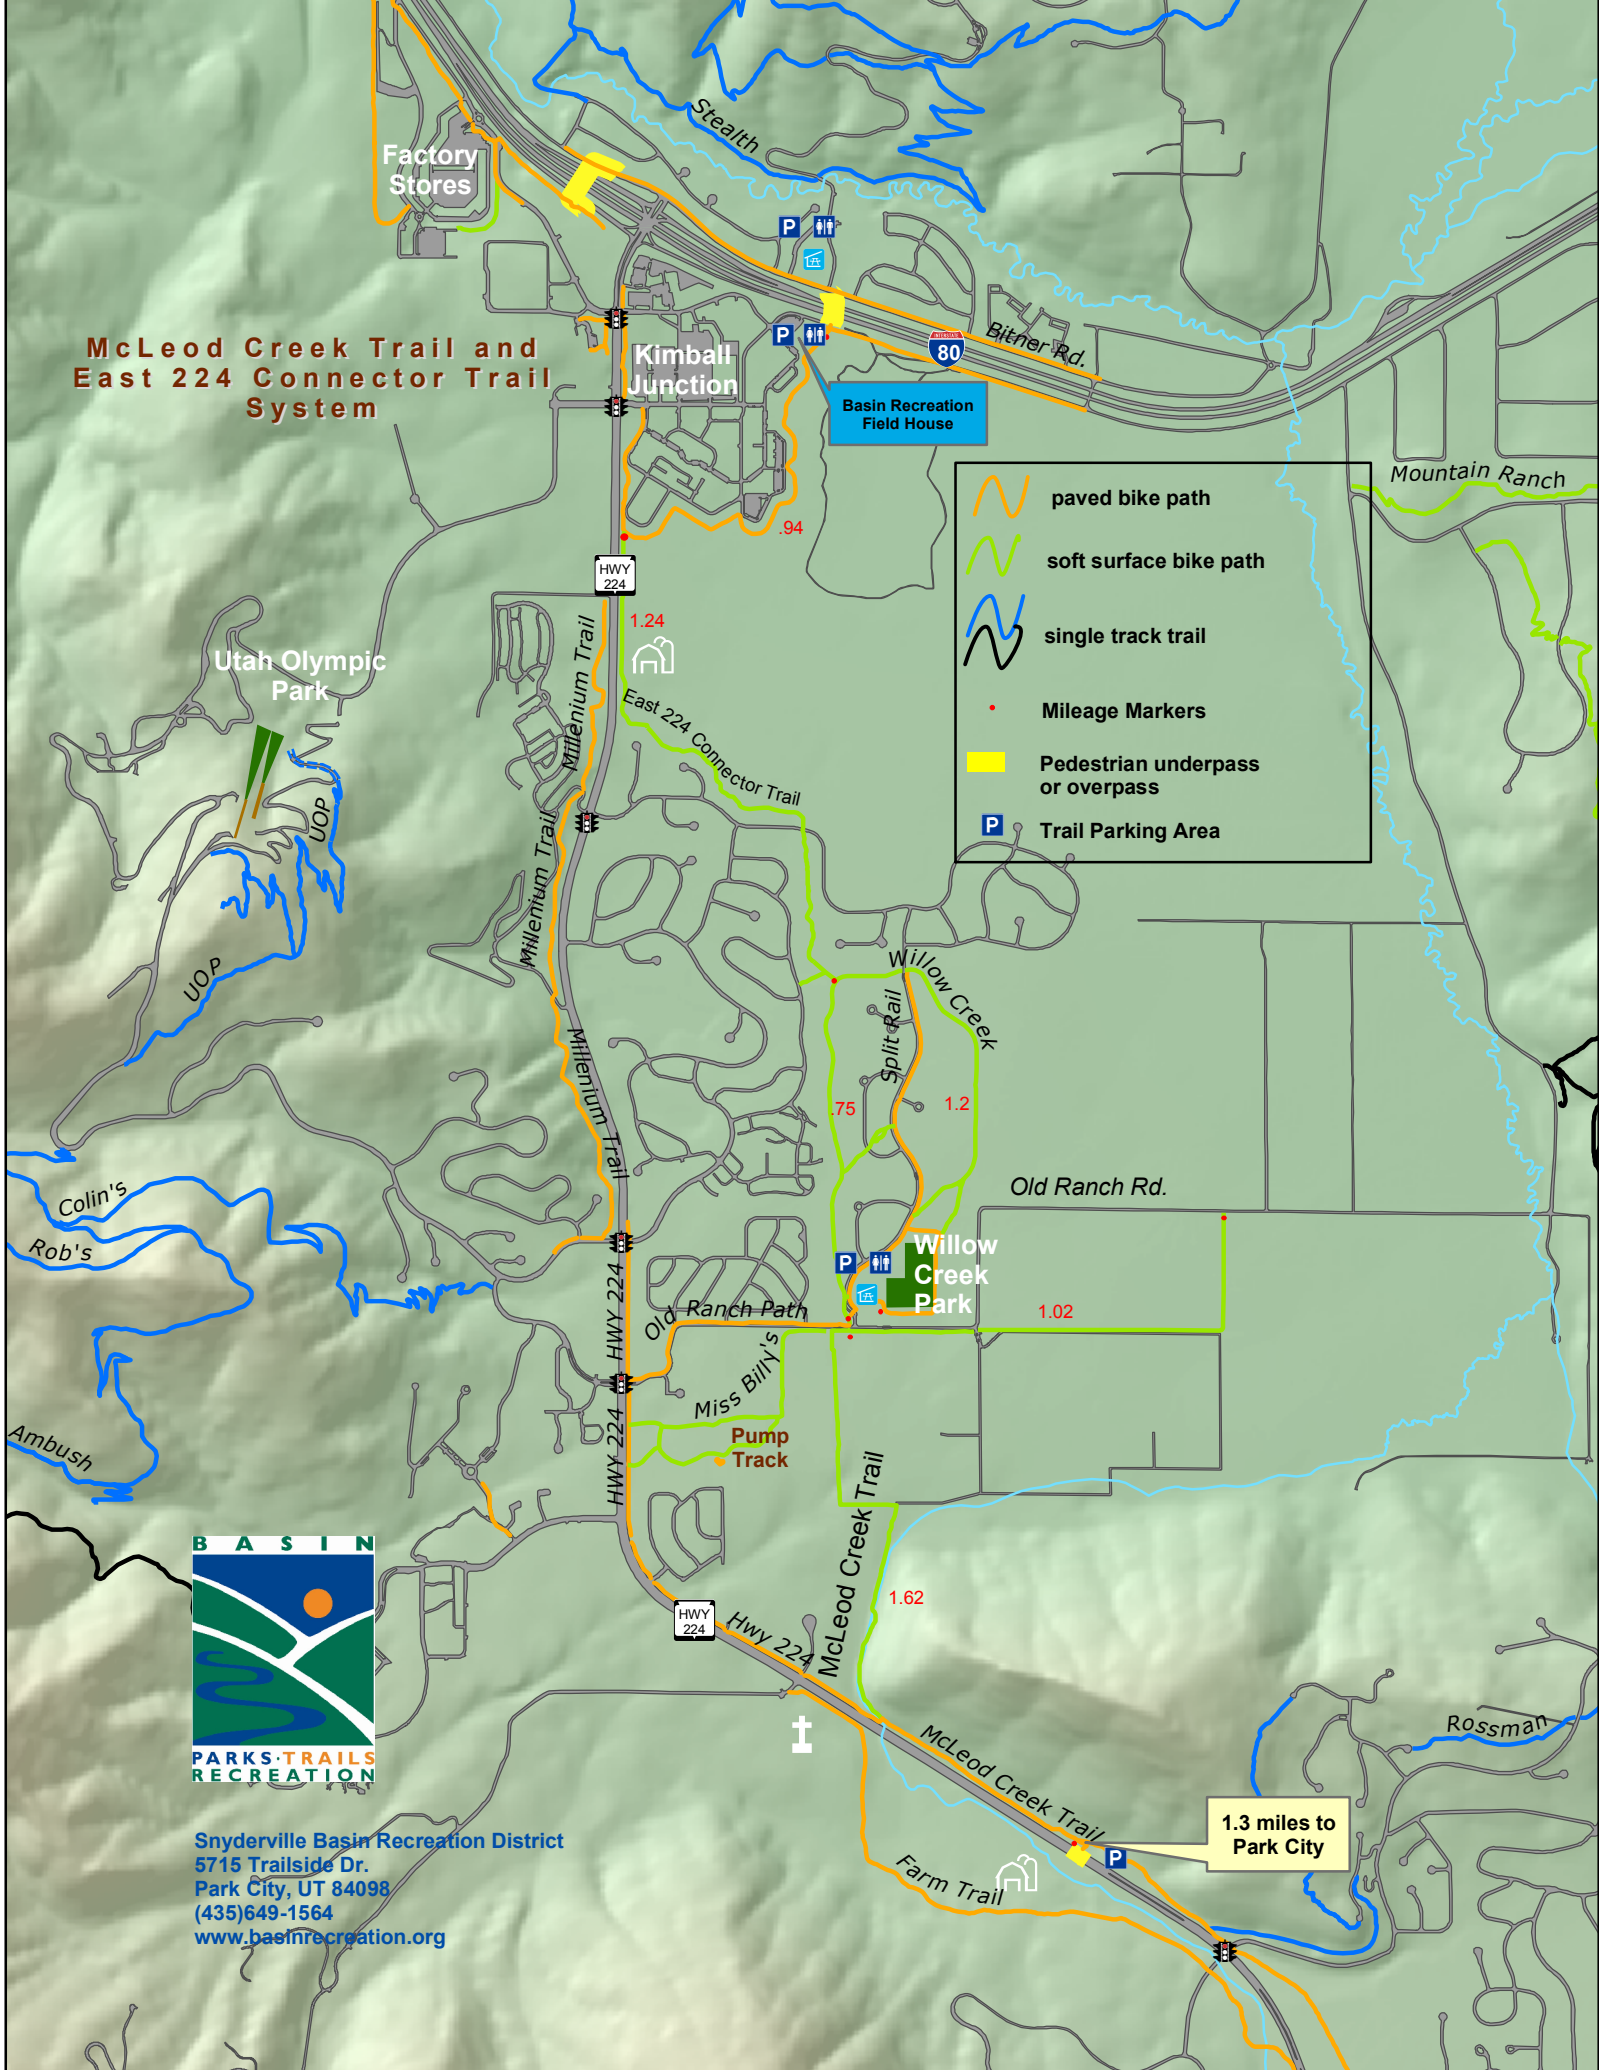 Stealth
Factory
Stores
P
P
Bitner Rd.
INTERSTATE
80
McLeod Creek Trail and
East 224 Connector Trail
System
Kimball
Junction
Basin Recreation
Field House
Mountain Ranch
paved bike path
soft surface bike path
single track trail
Mileage Markers
Pedestrian underpass
or overpass
P
Trail Parking Area
.94
HWY
224
1.24
Millenium Trail
East 224 Connector Trail
Utah Olympic
Park
UOP
Millenium Trail
UOP
Willow Creek
Split Rail
Millenium Trail
.75
1.2
Old Ranch Rd.
Colin's
Rob's
P
Willow
Creek
Park
HWY 224
Old Ranch Path
1.02
Miss Billy's
Ambush
HWY 224
Pump
Track
McLeod Creek Trail
BASIN
PARKS·TRAILS
RECREATION
1.62
HWY
224
Hwy 224
McLeod Creek Trail
Rossman
1.3 miles to
Park City
P
Farm Trail
Snyderville Basin Recreation District
5715 Trailside Dr.
Park City, UT 84098
(435)649-1564
www.basinrecreation.org